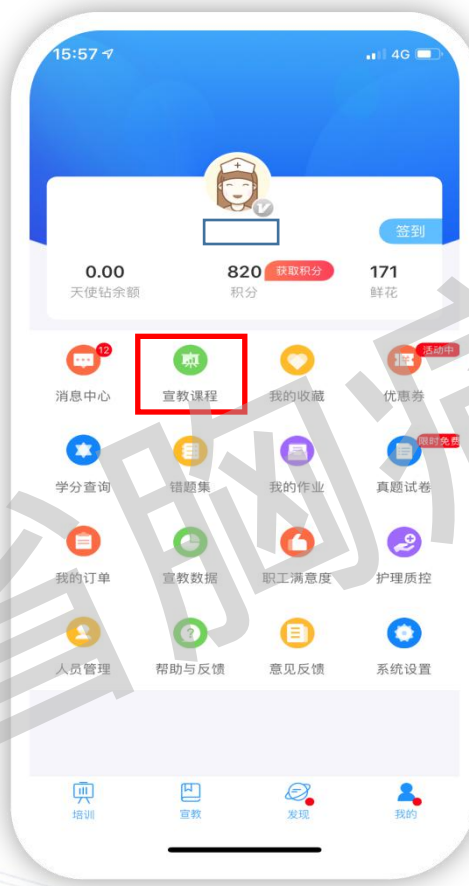 15:57
4G
签到
0.00 820 获取积分 171
天使钻余额 积分 鲜花
12 活动中
消息中心 宣教课程 我的收藏 优惠券
限时免费
学分查询 错题集 我的作业 真题试卷
我的订单 宣教数据 职工满意度 护理质控
人员管理 帮助与反馈 意见反馈 系统设置
培训 宣教 发现 我的
省胸